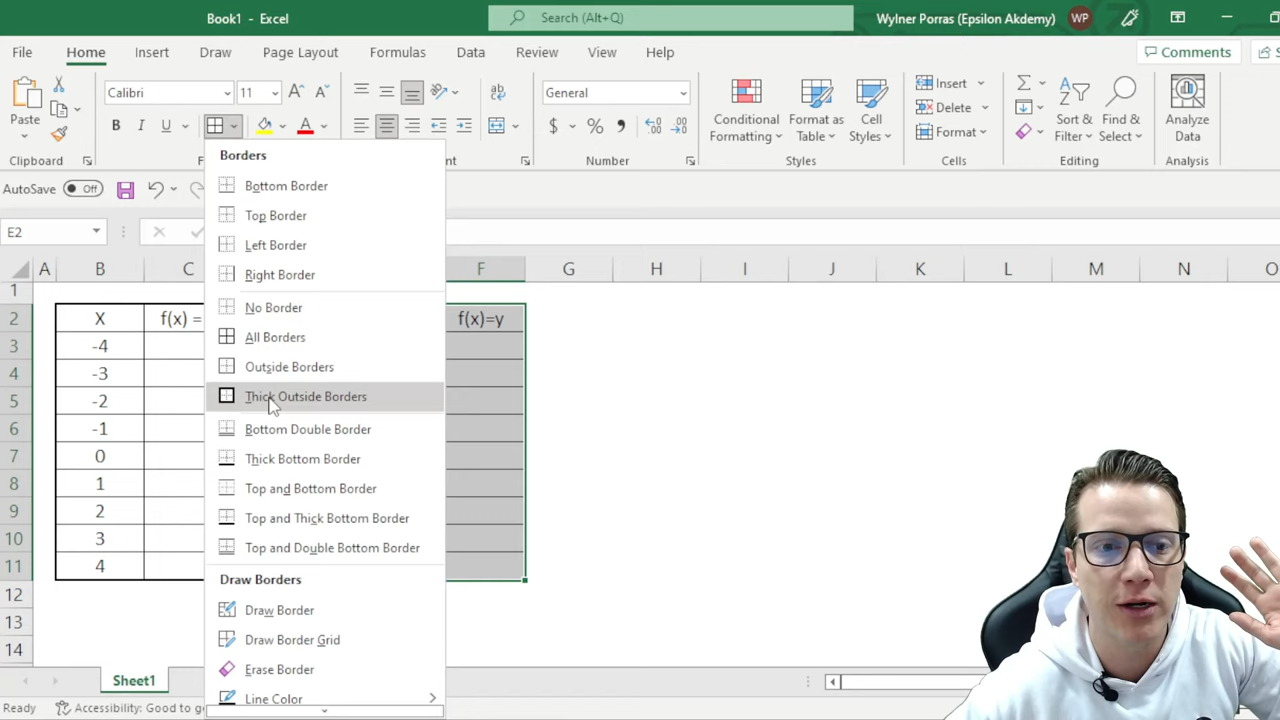 Book1 - Excel
Search (Alt+Q)
Wylner Porras (Epsilon Akdemy)
WP
File Home Insert Draw Page Layout Formulas Data Review View Help
Comments
Paste
Calibri
11
B I U
General
$ % ,
Conditional Formatting
Format as Table
Cell Styles
Insert
Delete
Format
Sort & Filter
Find & Select
Analyze Data
Clipboard
Number
Styles
Cells
Editing
Analysis
AutoSave Off
E2
A B C F G H I J K L M N O
1
2 X f(x) = f(x)=y
3 -4
4 -3
5 -2
6 -1
7 0
8 1
9 2
10 3
11 4
12
13
14
Borders
Bottom Border
Top Border
Left Border
Right Border
No Border
All Borders
Outside Borders
Thick Outside Borders
Bottom Double Border
Thick Bottom Border
Top and Bottom Border
Top and Thick Bottom Border
Top and Double Bottom Border
Draw Borders
Draw Border
Draw Border Grid
Erase Border
Line Color
Sheet1
Ready
Accessibility: Good to